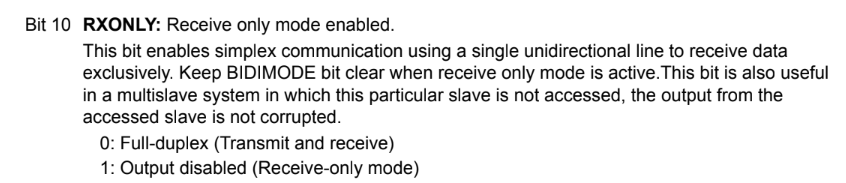 Bit 10 RXONLY: Receive only mode enabled.
This bit enables simplex communication using a single unidirectional line to receive data
exclusively. Keep BIDIMODE bit clear when receive only mode is active.This bit is also useful
in a multislave system in which this particular slave is not accessed, the output from the
accessed slave is not corrupted.
0: Full-duplex (Transmit and receive)
1: Output disabled (Receive-only mode)